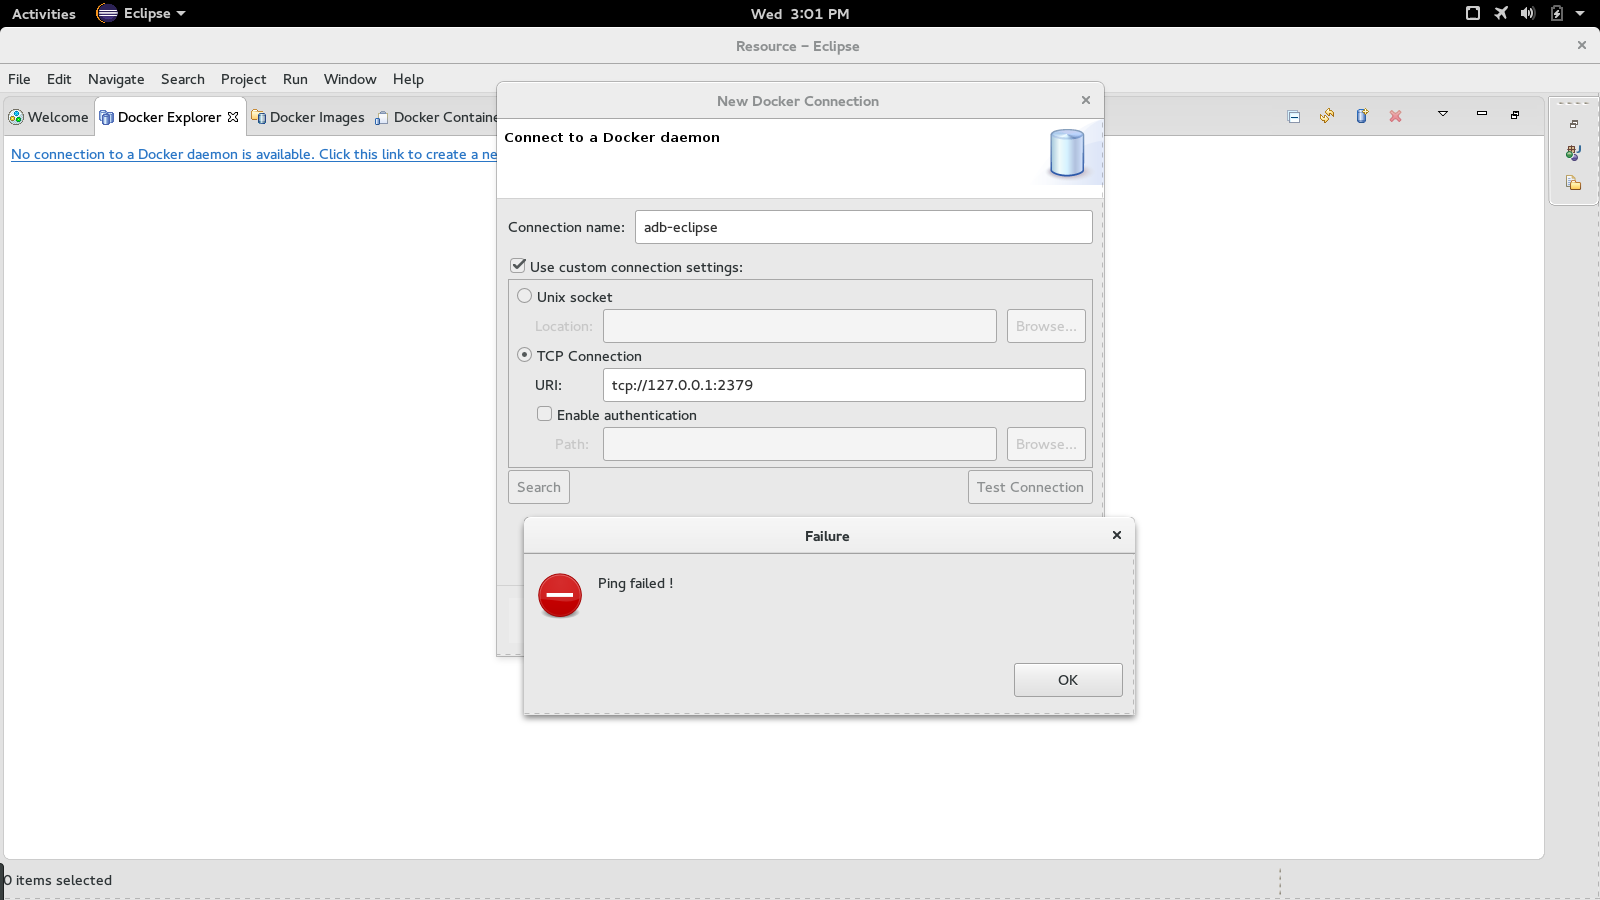 Activities Eclipse Wed 3:01 PM
Resource – Eclipse
File Edit Navigate Search Project Run Window Help
Welcome Docker Explorer Docker Images Docker Containe
No connection to a Docker daemon is available. Click this link to create a ne
New Docker Connection
Connect to a Docker daemon
Connection name: adb-eclipse
Use custom connection settings:
Unix socket
Location: Browse...
TCP Connection
URI: tcp://127.0.0.1:2379
Enable authentication
Path: Browse...
Search Test Connection
Failure
Ping failed !
OK
0 items selected